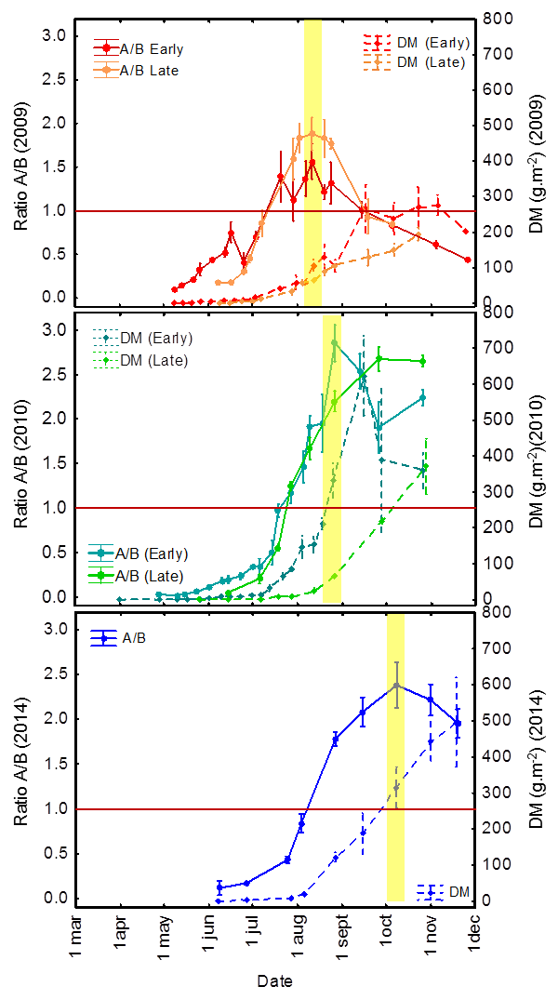 3.0
2.5
2.0
1.5
1.0
0.5
0.0
Ratio A/B (2009)
A/B Early
A/B Late
DM (Early)
DM (Late)
800
700
600
500
400
300
200
100
0
DM (g.m-2) (2009)
3.0
2.5
2.0
1.5
1.0
0.5
0.0
Ratio A/B (2010)
DM (Early)
DM (Late)
A/B (Early)
A/B (Late)
800
700
600
500
400
300
200
100
0
DM (g.m-2)(2010)
3.0
2.5
2.0
1.5
1.0
0.5
0.0
Ratio A/B (2014)
A/B
DM
800
700
600
500
400
300
200
100
0
DM (g.m-2) (2014)
1 mar
1apr
1 may
1 jun
1 jul
1 aug
1 sept
1oct
1 nov
1dec
Date